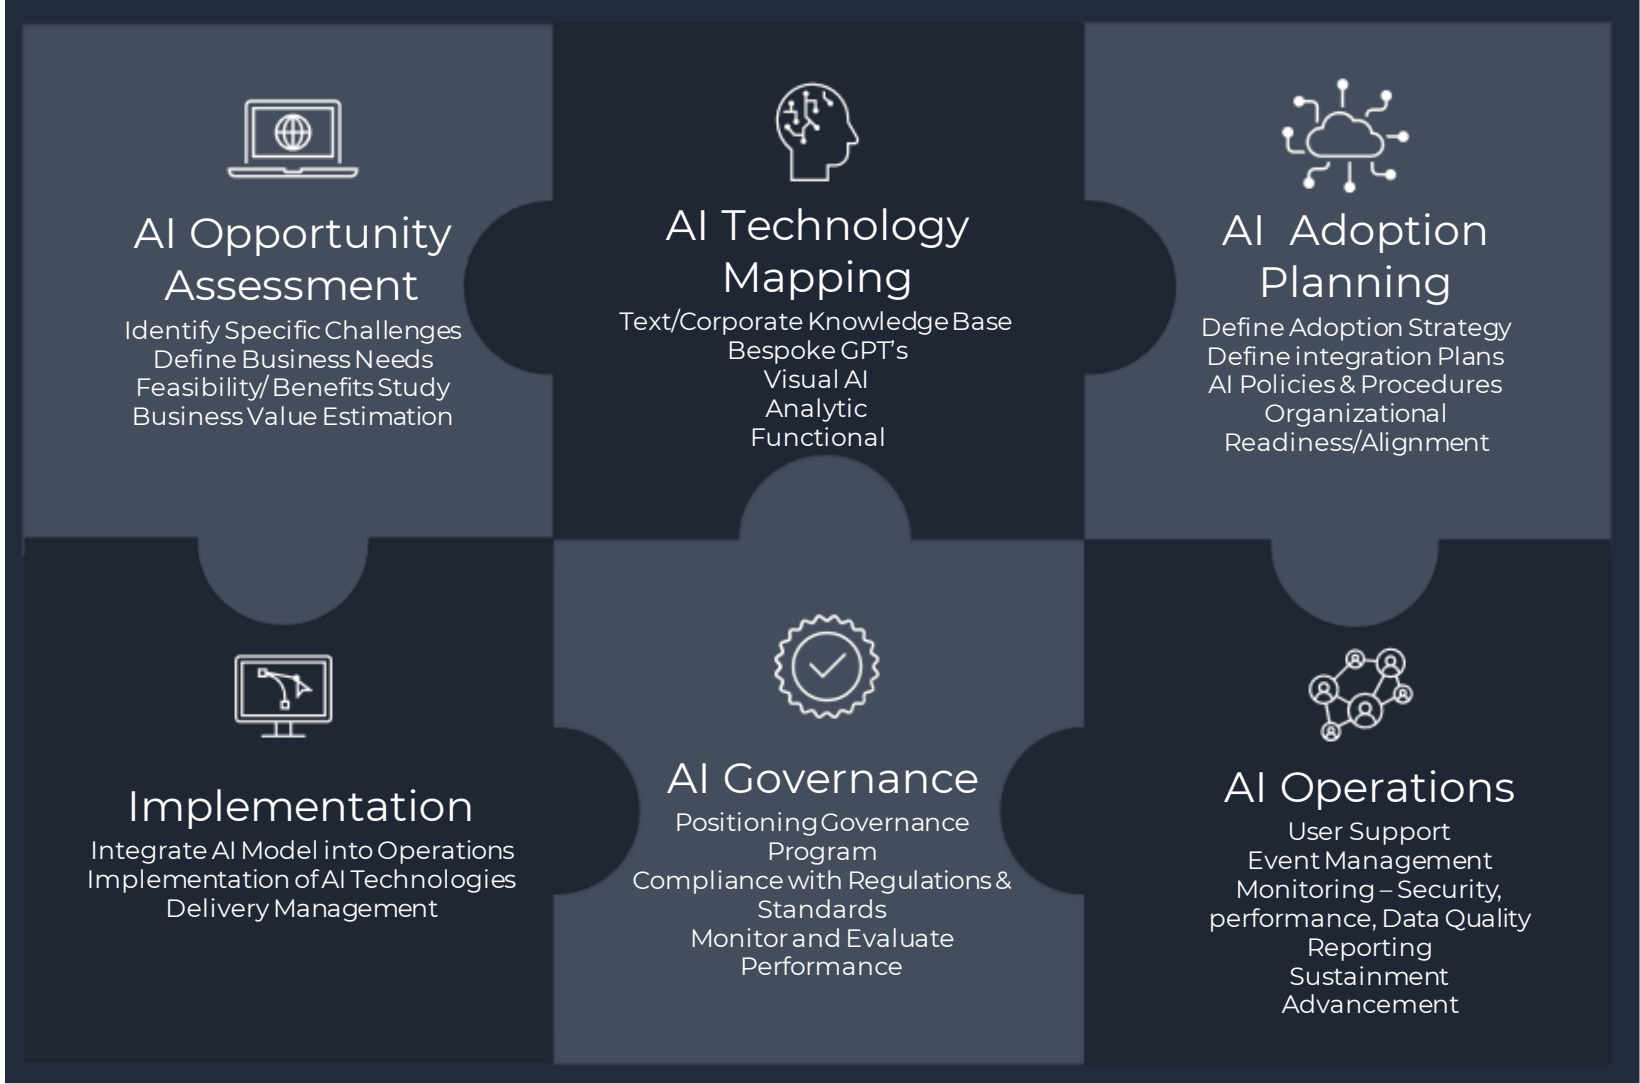 AI Opportunity
Assessment
Identify Specific Challenges
Define Business Needs
Feasibility/ Benefits Study
Business Value Estimation
AI Technology
Mapping
Text/Corporate Knowledge Base
Bespoke GPT's
Visual AI
Analytic
Functional
AI Adoption
Planning
Define Adoption Strategy
Define integration Plans
AI Policies & Procedures
Organizational
Readiness/Alignment
Implementation
Integrate AI Model into Operations
Implementation of AI Technologies
Delivery Management
AI Governance
Positioning Governance
Program
Compliance with Regulations &
Standards
Monitor and Evaluate
Performance
AI Operations
User Support
Event Management
Monitoring – Security,
performance, Data Quality
Reporting
Sustainment
Advancement